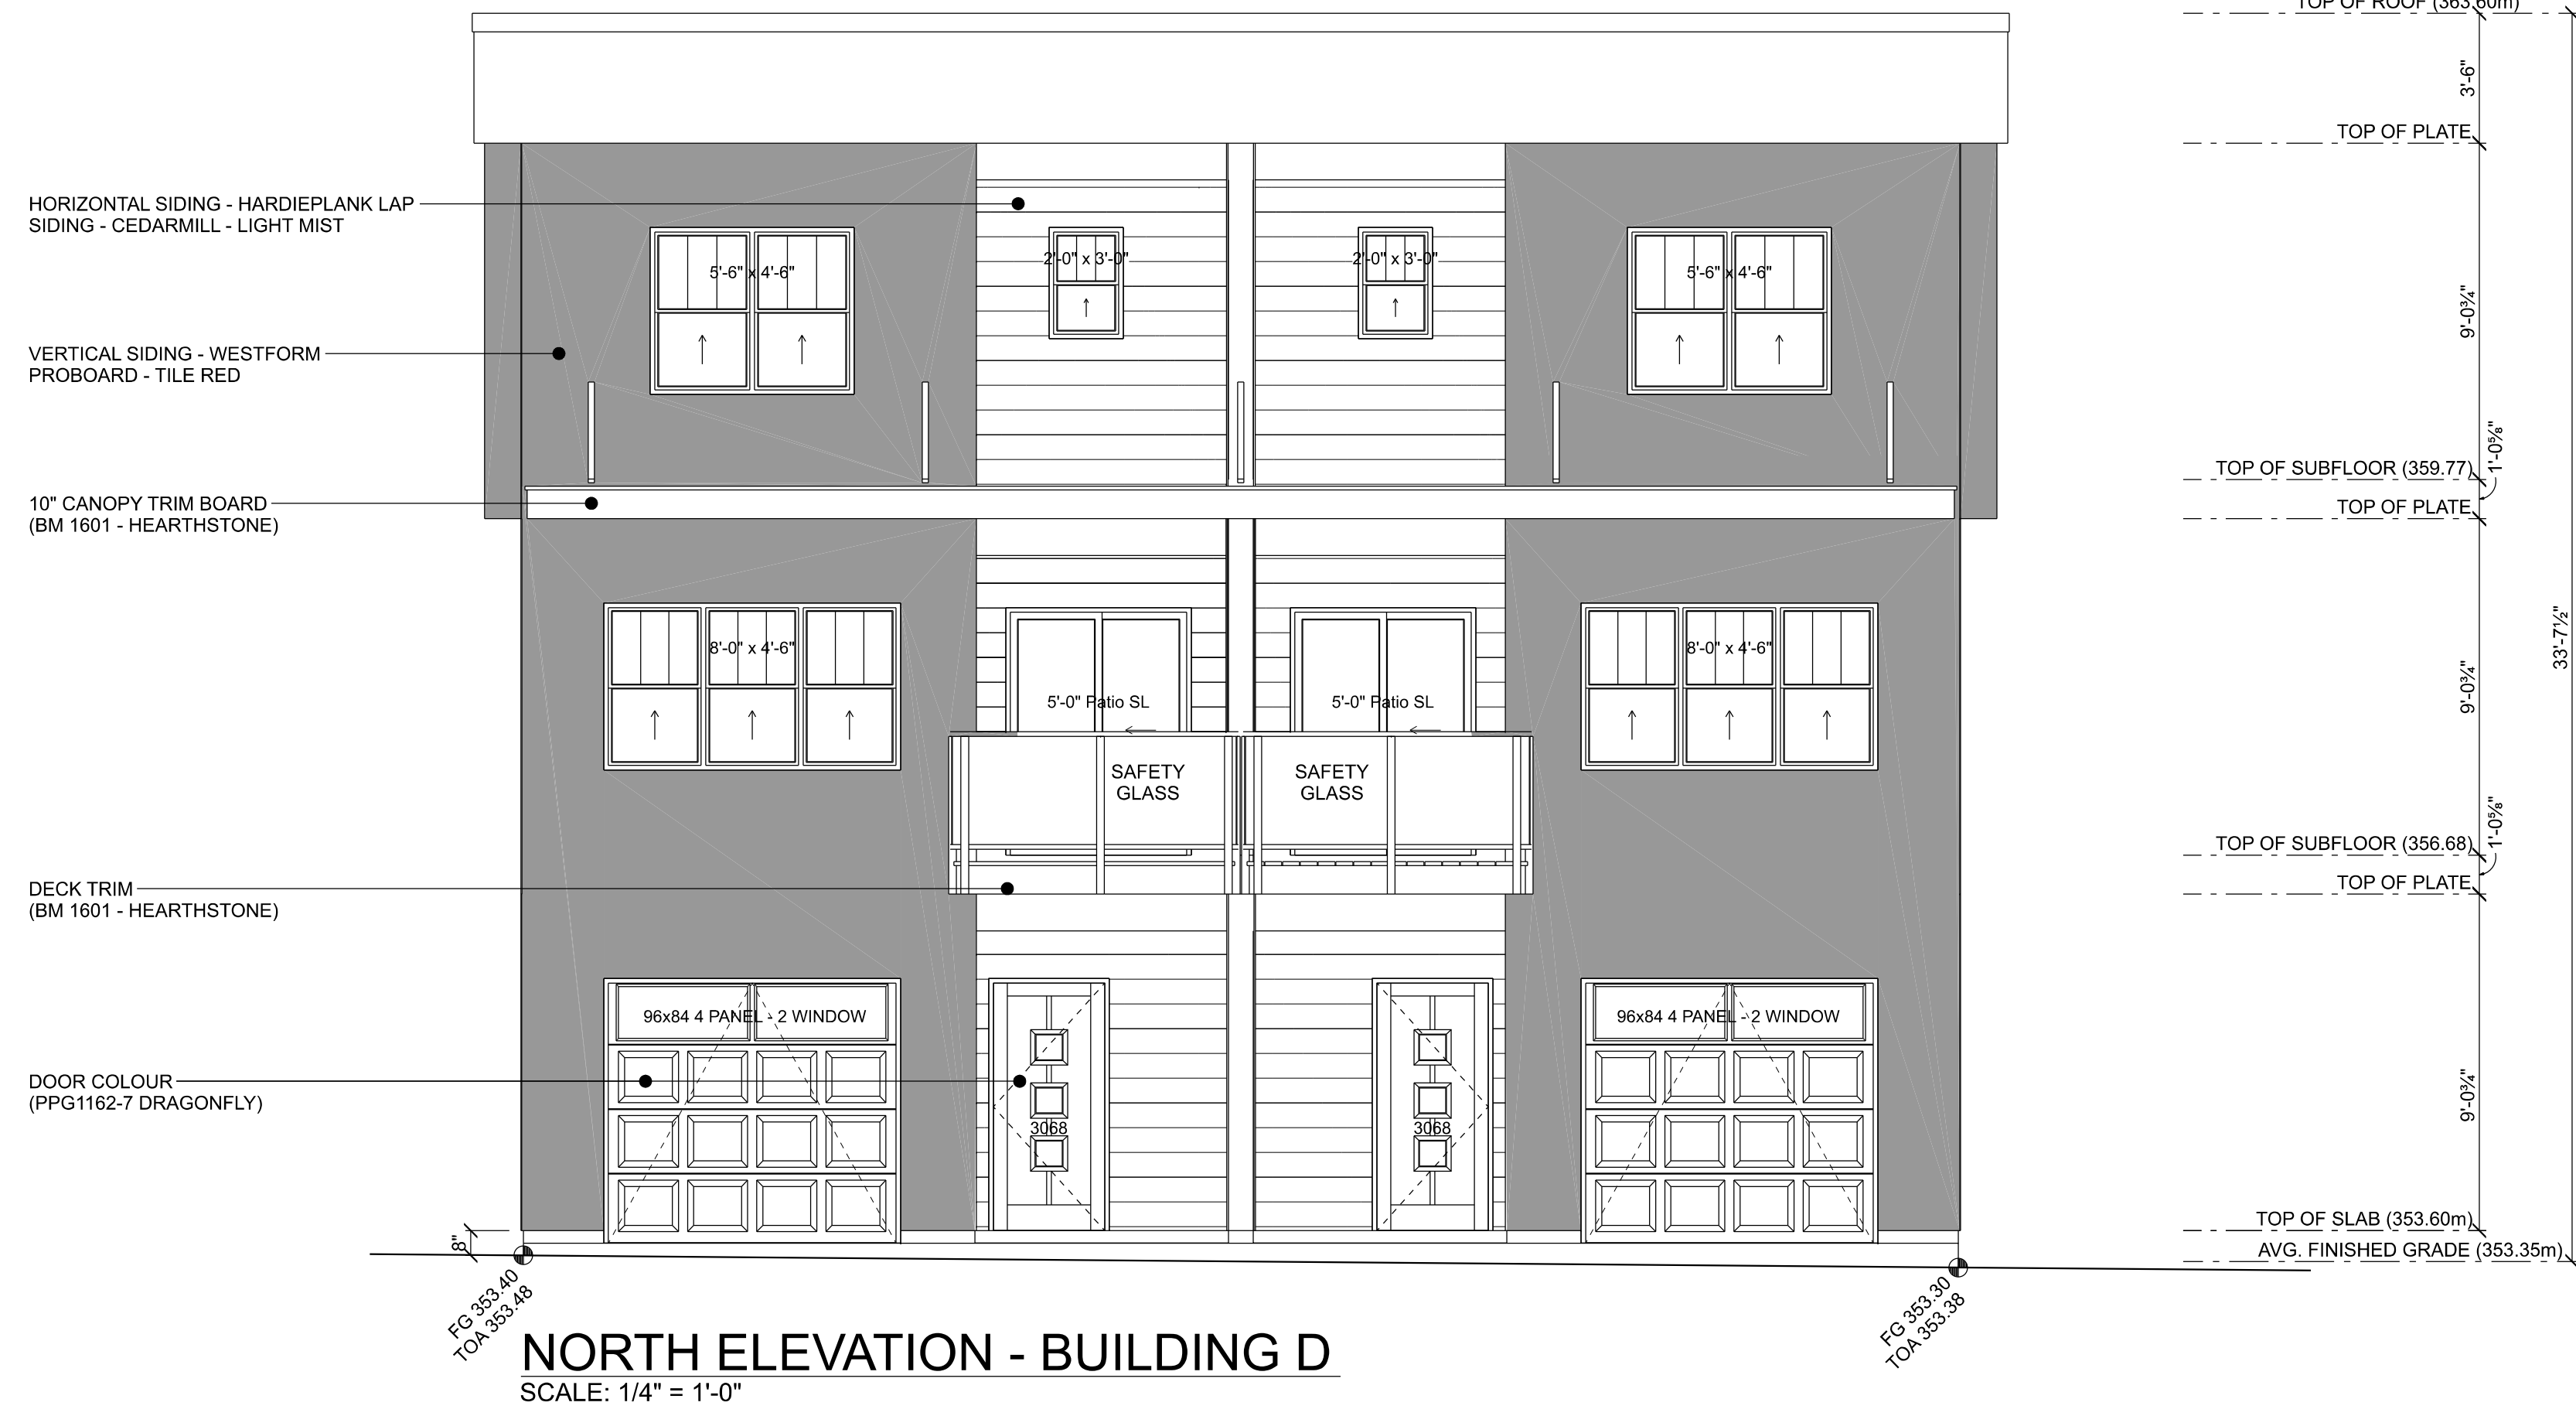 TOP OF ROOF (363.60m)
3'-6"
TOP OF PLATE
HORIZONTAL SIDING - HARDIEPLANK LAP
SIDING - CEDARMILL - LIGHT MIST
5'-6" x 4'-6"
2'-0" x 3'-0"
2'-0" x 3'-0"
5'-6" x 4'-6"
9'-0¾"
VERTICAL SIDING - WESTFORM
PROBOARD - TILE RED
1'-0⅝"
TOP OF SUBFLOOR (359.77)
10" CANOPY TRIM BOARD
(BM 1601 - HEARTHSTONE)
TOP OF PLATE
33'-7½"
8'-0" x 4'-6"
5'-0" Patio SL
5'-0" Patio SL
8'-0" x 4'-6"
9'-0¾"
SAFETY
GLASS
SAFETY
GLASS
1'-0⅝"
TOP OF SUBFLOOR (356.68)
DECK TRIM
(BM 1601 - HEARTHSTONE)
TOP OF PLATE
96x84 4 PANEL - 2 WINDOW
96x84 4 PANEL - 2 WINDOW
DOOR COLOUR
(PPG1162-7 DRAGONFLY)
9'-0¾"
3068
3068
TOP OF SLAB (353.60m)
8"
AVG. FINISHED GRADE (353.35m)
FG 353.40
TOA 353.48
FG 353.30
TOA 353.38
NORTH ELEVATION - BUILDING D
SCALE: 1/4" = 1'-0"